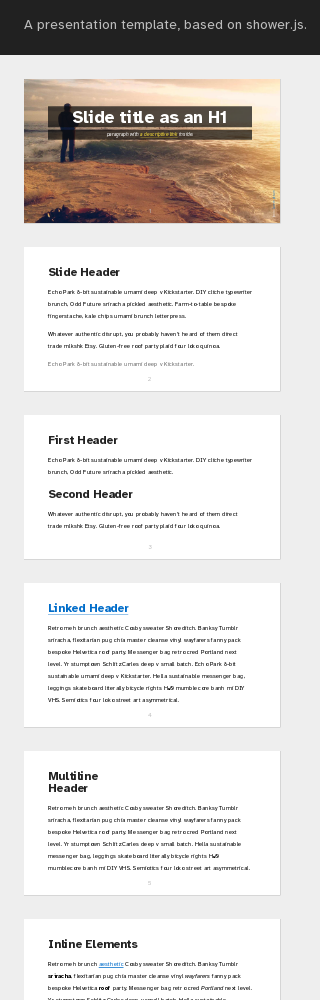 A presentation template, based on shower.js.
Slide title as an H1
paragraph with a descriptive link inside.
Slide Header
Echo Park 8-bit sustainable umami deep v Kickstarter. DIY cliche typewriter
brunch. Odd Future sriracha pickled aesthetic. Farm-to-table bespoke
fingerstache, kale chips umami brunch letterpress.
Whatever authentic disrupt, you probably haven't heard of them direct
trade mlkshk Etsy. Gluten-free roof party plaid four loko quinoa.
Echo Park 8-bit sustainable umami deep v Kickstarter.
2
First Header
Echo Park 8-bit sustainable umami deep v Kickstarter. DIY cliche typewriter
brunch. Odd Future sriracha pickled aesthetic.
Second Header
Whatever authentic disrupt, you probably haven't heard of them direct
trade mlkshk Etsy. Gluten-free roof party plaid four loko quinoa.
3
Linked Header
Retro meh brunch aesthetic Cosby sweater Shoreditch. Banksy Tumblr
sriracha, flexitarian pug chia master cleanse vinyl wayfarers fanny pack
bespoke Helvetica roof party. Messenger bag retro cred Portland next
level. Yr stumptown Schlitz Carles deep v small batch. Echo Park 8-bit
sustainable umami deep v Kickstarter. Hella sustainable messenger bag,
leggings skateboard literally bicycle rights H&M mumblecore banh mi DIY
VHS. Semiotics four loko street art asymmetrical.
4
Multiline
Header
Retro meh brunch aesthetic Cosby sweater Shoreditch. Banksy Tumblr
sriracha, flexitarian pug chia master cleanse vinyl wayfarers fanny pack
bespoke Helvetica roof party. Messenger bag retro cred Portland next
level. Yr stumptown Schlitz Carles deep v small batch. Hella sustainable
messenger bag, leggings skateboard literally bicycle rights H&M
mumblecore banh mi DIY VHS. Semiotics four loko street art asymmetrical.
5
Inline Elements
Retro meh brunch aesthetic Cosby sweater Shoreditch. Banksy Tumblr
sriracha, flexitarian pug chia master cleanse vinyl wayfarers fanny pack
bespoke Helvetica roof party. Messenger bag retro cred Portland next